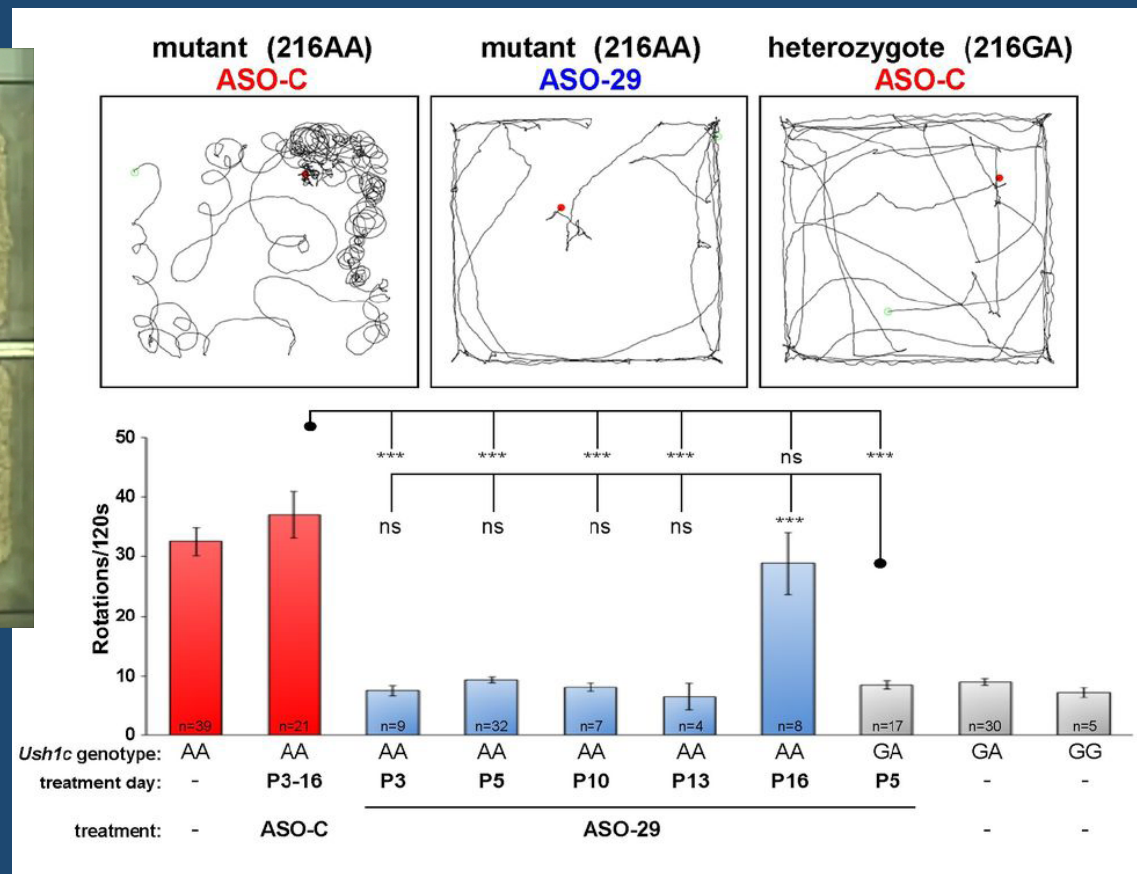 mutant (216AA) mutant (216AA) heterozygote (216GA)
ASO-C ASO-29 ASO-C
50
*** *** *** *** ns ***
40
ns ns ns ns ***
30
20
10
0
Rotations/120s
n=39 n=21 n=9 n=32 n=7 n=4 n=8 n=17 n=30 n=5
Ush1c genotype: AA AA AA AA AA AA AA GA GA GG
treatment day: - P3-16 P3 P5 P10 P13 P16 P5 - -
treatment: - ASO-C ASO-29 - -